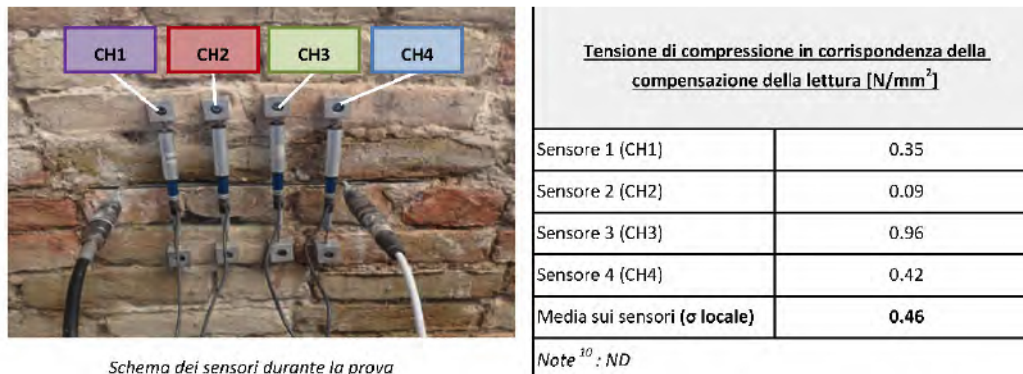 CH1 CH2 CH3 CH4
Schema dei sensori durante la prova
Tensione di compressione in corrispondenza della
compensazione della lettura [N/mm²]
Sensore 1 (CH1) 0.35
Sensore 2 (CH2) 0.09
Sensore 3 (CH3) 0.96
Sensore 4 (CH4) 0.42
Media sui sensori (σ locale) 0.46
Note ¹⁰ : ND